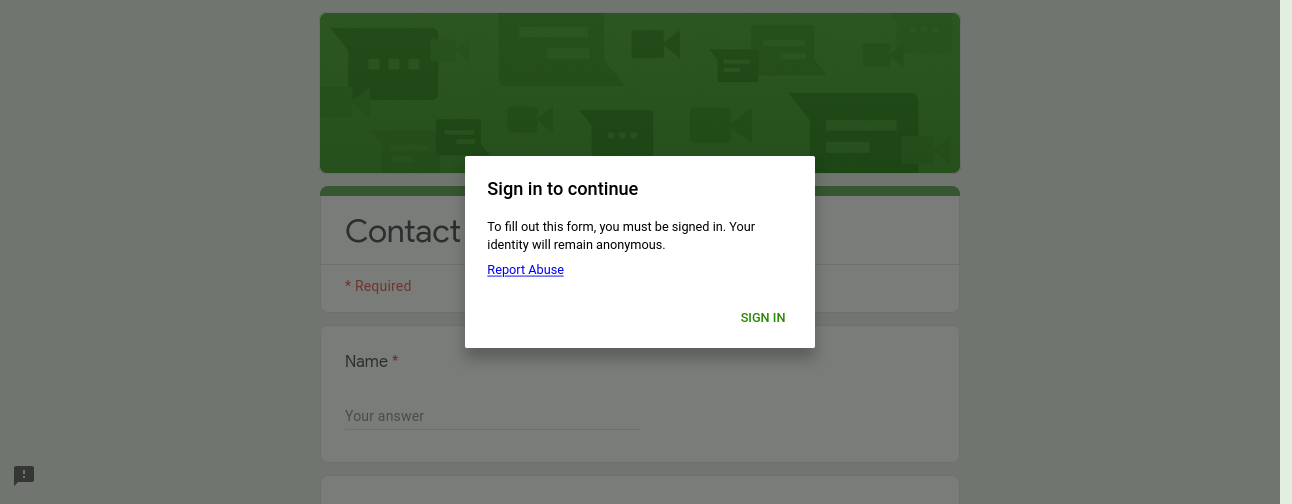 Sign in to continue
To fill out this form, you must be signed in. Your
identity will remain anonymous.
Report Abuse
SIGN IN
Contact
* Required
Name *
Your answer